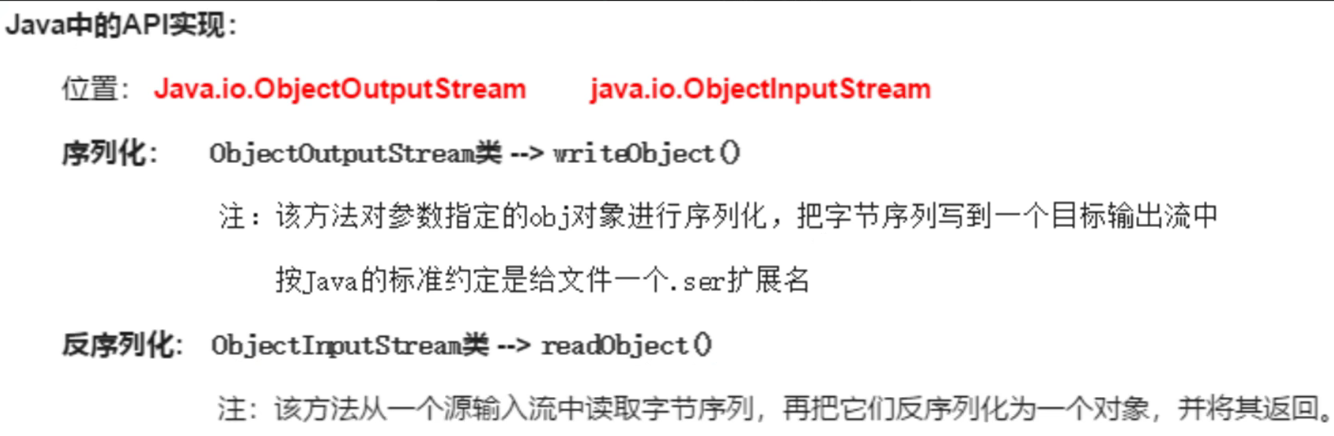 Java中的API实现：
位置： Java.io.ObjectOutputStream java.io.ObjectInputStream
序列化： ObjectOutputStream类 --> writeObject()
注：该方法对参数指定的obj对象进行序列化，把字节序列写到一个目标输出流中
按Java的标准约定是给文件一个.ser扩展名
反序列化： ObjectInputStream类 --> readObject()
注：该方法从一个源输入流中读取字节序列，再把它们反序列化为一个对象，并将其返回。